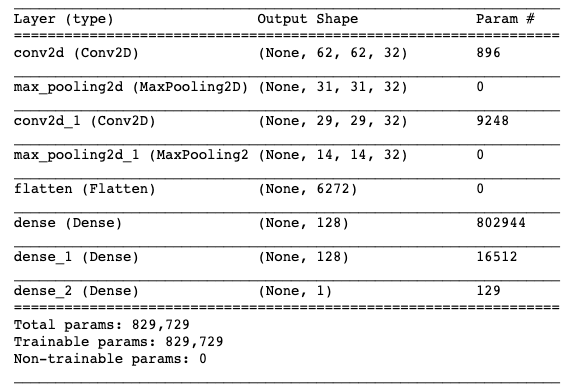 Layer (type) Output Shape Param #
=================================================================
conv2d (Conv2D) (None, 62, 62, 32) 896
max_pooling2d (MaxPooling2D) (None, 31, 31, 32) 0
conv2d_1 (Conv2D) (None, 29, 29, 32) 9248
max_pooling2d_1 (MaxPooling2 (None, 14, 14, 32) 0
flatten (Flatten) (None, 6272) 0
dense (Dense) (None, 128) 802944
dense_1 (Dense) (None, 128) 16512
dense_2 (Dense) (None, 1) 129
=================================================================
Total params: 829,729
Trainable params: 829,729
Non-trainable params: 0